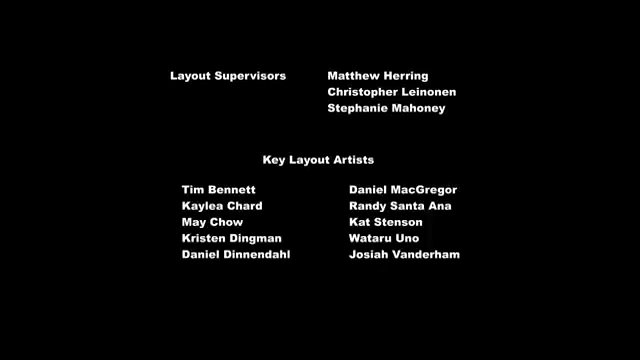 Layout Supervisors Matthew Herring
Christopher Leinonen
Stephanie Mahoney
Key Layout Artists
Tim Bennett Daniel MacGregor
Kaylea Chard Randy Santa Ana
May Chow Kat Stenson
Kristen Dingman Wataru Uno
Daniel Dinnendahl Josiah Vanderham